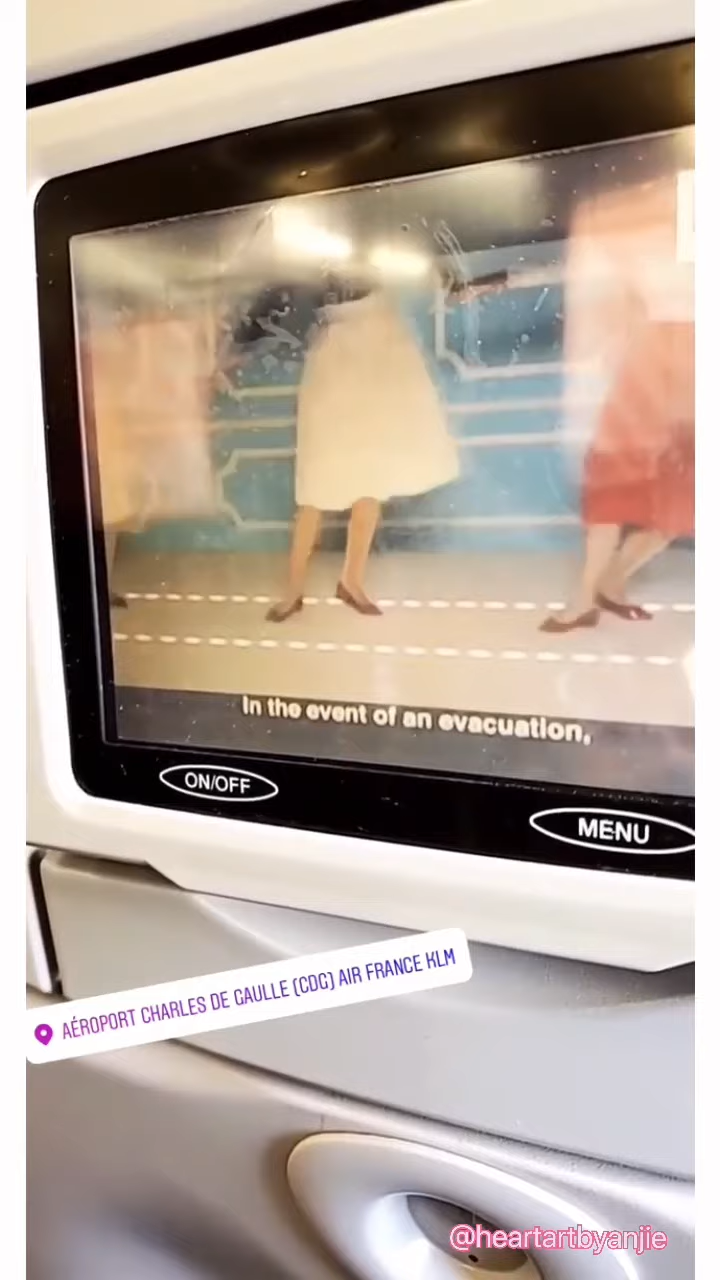 In the event of an evacuation,
ON/OFF
MENU
AÉROPORT CHARLES DE GAULLE (CDG) AIR FRANCE KLM
@heartartbyanjie